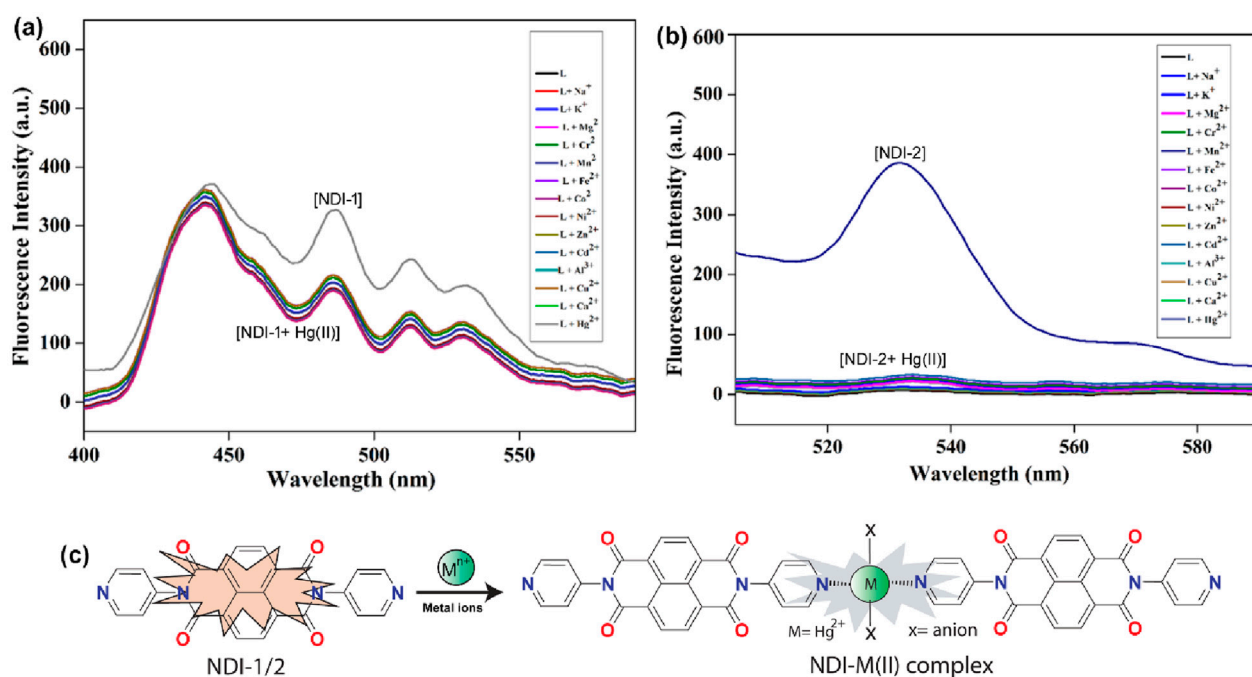 (a)
Fluorescence Intensity (a.u.)
600
500
400
300
200
100
0
400
450
500
550
Wavelength (nm)
[NDI-1]
[NDI-1+ Hg(II)]
L
L+ Na⁺
L+ K⁺
L + Mg²
L + Cr²
L + Mn²
L + Fe²⁺
L + Co²
L + Ni²⁺
L + Zn²⁺
L + Cd²⁺
L + Al³⁺
L + Cu²⁺
L + Ca²⁺
L + Hg²⁺
(b)
Fluorescence Intensity (a.u.)
600
500
400
300
200
100
0
520
540
560
580
Wavelength (nm)
[NDI-2]
[NDI-2+ Hg(II)]
L
L + Na⁺
L + K⁺
L + Mg²⁺
L + Cr²⁺
L + Mn²⁺
L + Fe²⁺
L + Co²⁺
L + Ni²⁺
L + Zn²⁺
L + Cd²⁺
L + Al³⁺
L + Cu²⁺
L + Ca²⁺
L + Hg²⁺
(c)
O O
N N N N
O O
NDI-1/2
Mⁿ⁺
Metal ions
X
O O O O
N N N N M N N N N
O O O O
X
M= Hg²⁺ x= anion
NDI-M(II) complex